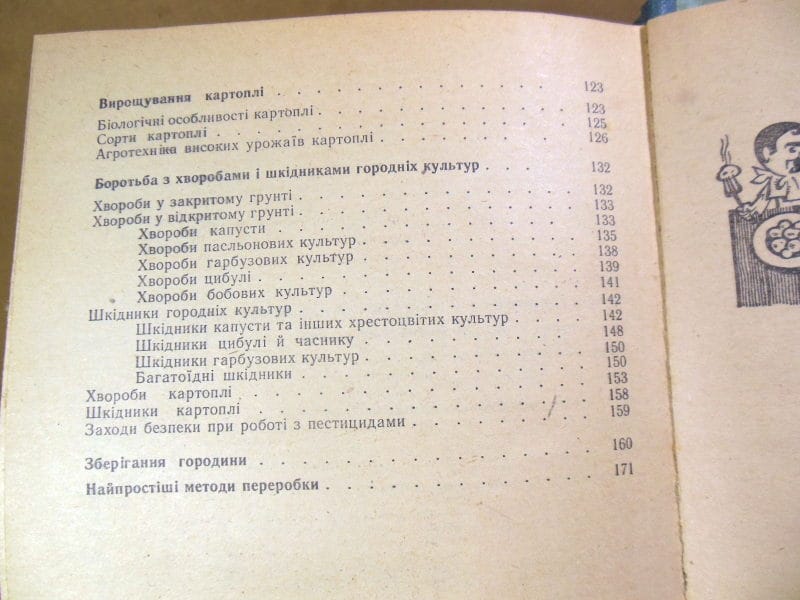 Вирощування картоплі . . . . . . . . . . . . 123
Біологічні особливості картоплі . . . . . . . . . . 123
Сорти картоплі . . . . . . . . . . . . . 125
Агротехніка високих урожаїв картоплі . . . . . . . 126
Боротьба з хворобами і шкідниками городніх культур . . . . 132
Хвороби у закритому грунті . . . . . . . . . . 132
Хвороби у відкритому грунті . . . . . . . . . . 133
Хвороби капусти . . . . . . . . . . . 133
Хвороби пасльонових культур . . . . . . . . 135
Хвороби гарбузових культур . . . . . . . . 138
Хвороби цибулі . . . . . . . . . . . 139
Хвороби бобових культур . . . . . . . . . 141
Шкідники городніх культур . . . . . . . . . . 142
Шкідники капусти та інших хрестоцвітих культур . . . . 142
Шкідники цибулі й часнику . . . . . . . . 148
Шкідники гарбузових культур . . . . . . . . 150
Багатоїдні шкідники . . . . . . . . . . 150
Хвороби картоплі . . . . . . . . . . . . 153
Шкідники картоплі . . . . . . . . . . . . 158
Заходи безпеки при роботі з пестицидами . . . . . . . 159
Зберігання городини . . . . . . . . . . . . 160
Найпростіші методи переробки . . . . . . . . . . 171